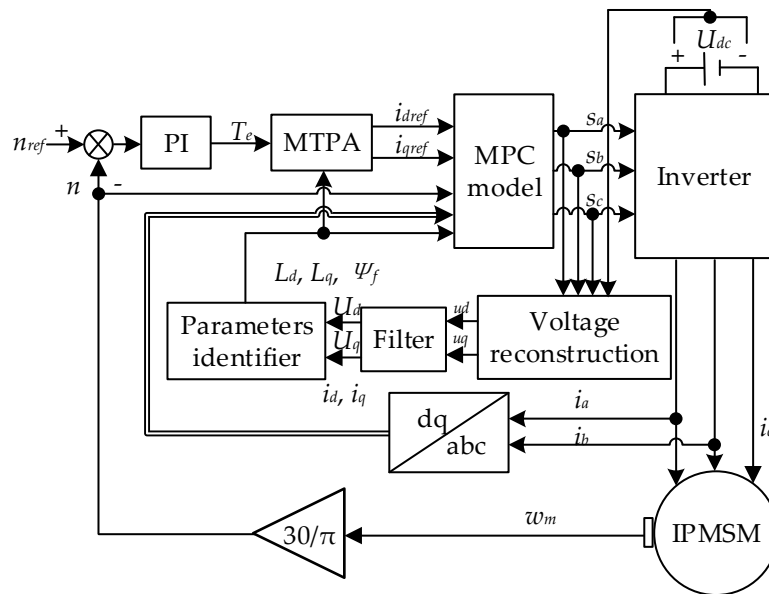 U_dc
+ -
n_ref + PI T_e MTPA i_dref i_qref MPC model s_a s_b s_c Inverter
n -
L_d, L_q, Ψ_f
Parameters identifier U_d U_q Filter ud uq Voltage reconstruction
i_d, i_q
dq abc i_a i_b
30/π w_m IPMSM